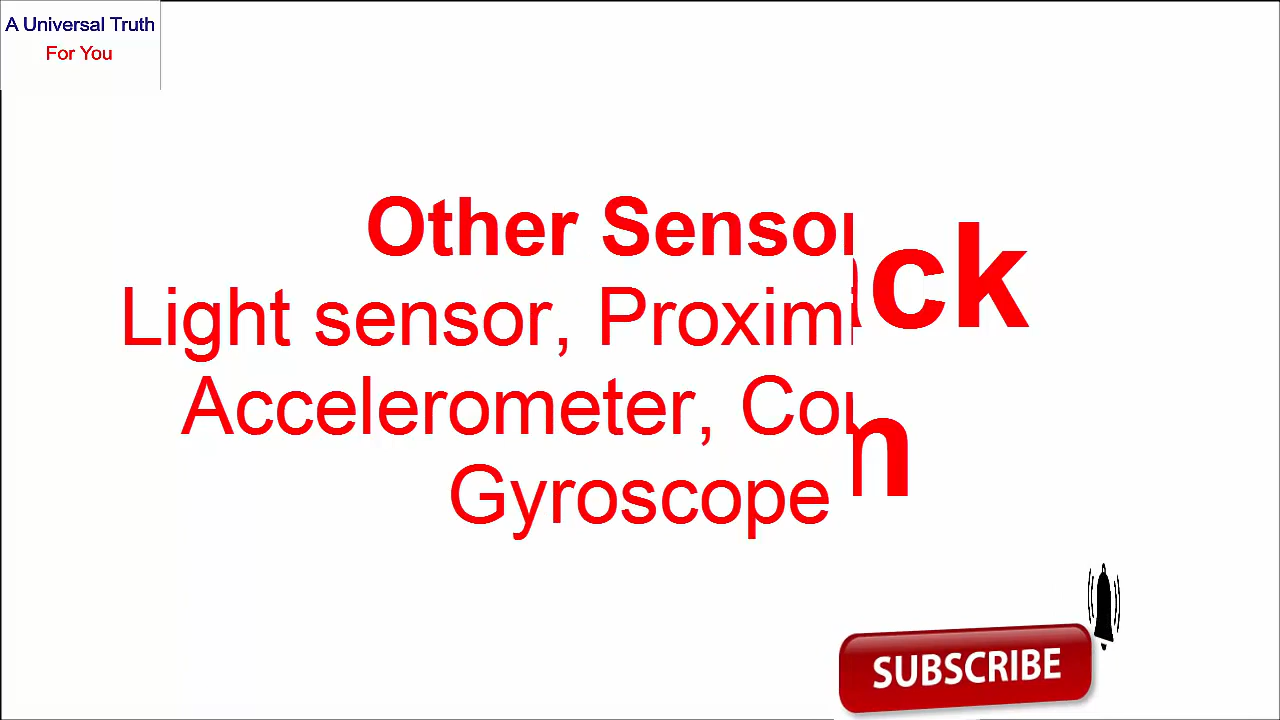 A Universal Truth
For You
Other Senso
ck
Light sensor, Proximi
Accelerometer, Co
n
Gyroscope
SUBSCRIBE